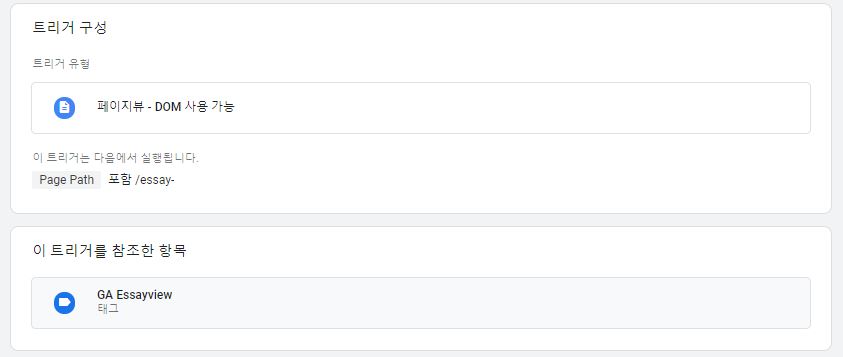 트리거 구성
트리거 유형
페이지뷰 - DOM 사용 가능
이 트리거는 다음에서 실행됩니다.
Page Path 포함 /essay-
이 트리거를 참조한 항목
GA Essayview
태그